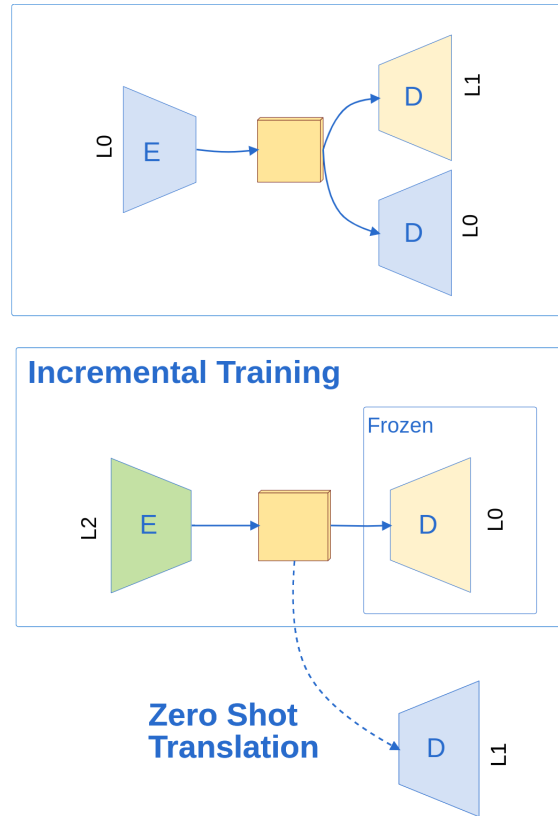 L0
E
D
L1
D
L0
Incremental Training
Frozen
L2
E
D
L0
Zero Shot
Translation
D
L1